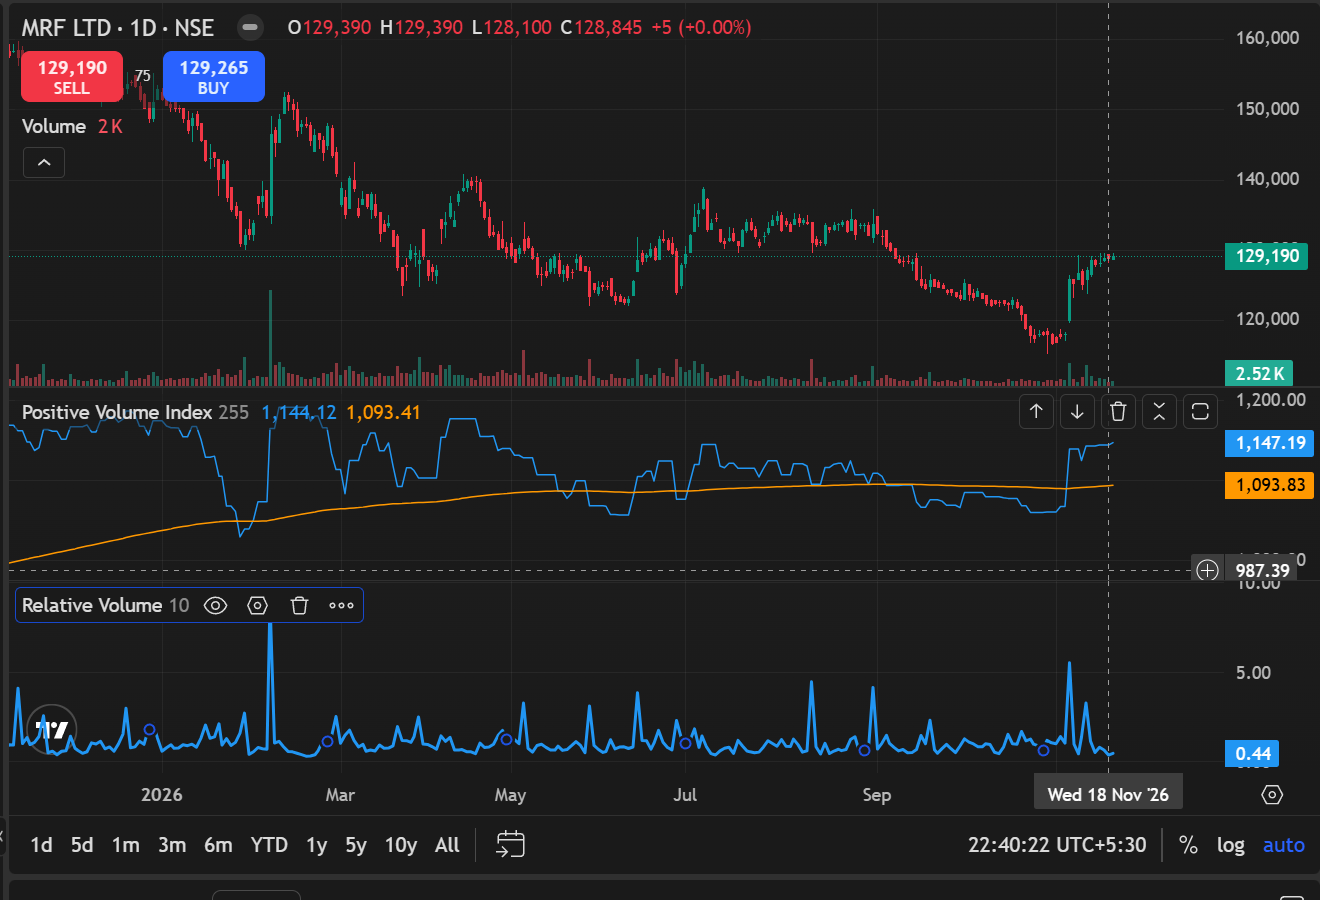 MRF LTD · 1D · NSE O129,390 H129,390 L128,100 C128,845 +5 (+0.00%)
160,000
129,190
SELL
75
129,265
BUY
150,000
Volume 2 K
140,000
129,190
120,000
2.52 K
Positive Volume Index 255 1,144.12 1,093.41
1,200.00
1,147.19
1,093.83
987.39
10.00
Relative Volume 10
5.00
0.44
2026 Mar May Jul Sep Wed 18 Nov '26
1d 5d 1m 3m 6m YTD 1y 5y 10y All 22:40:22 UTC+5:30 % log auto